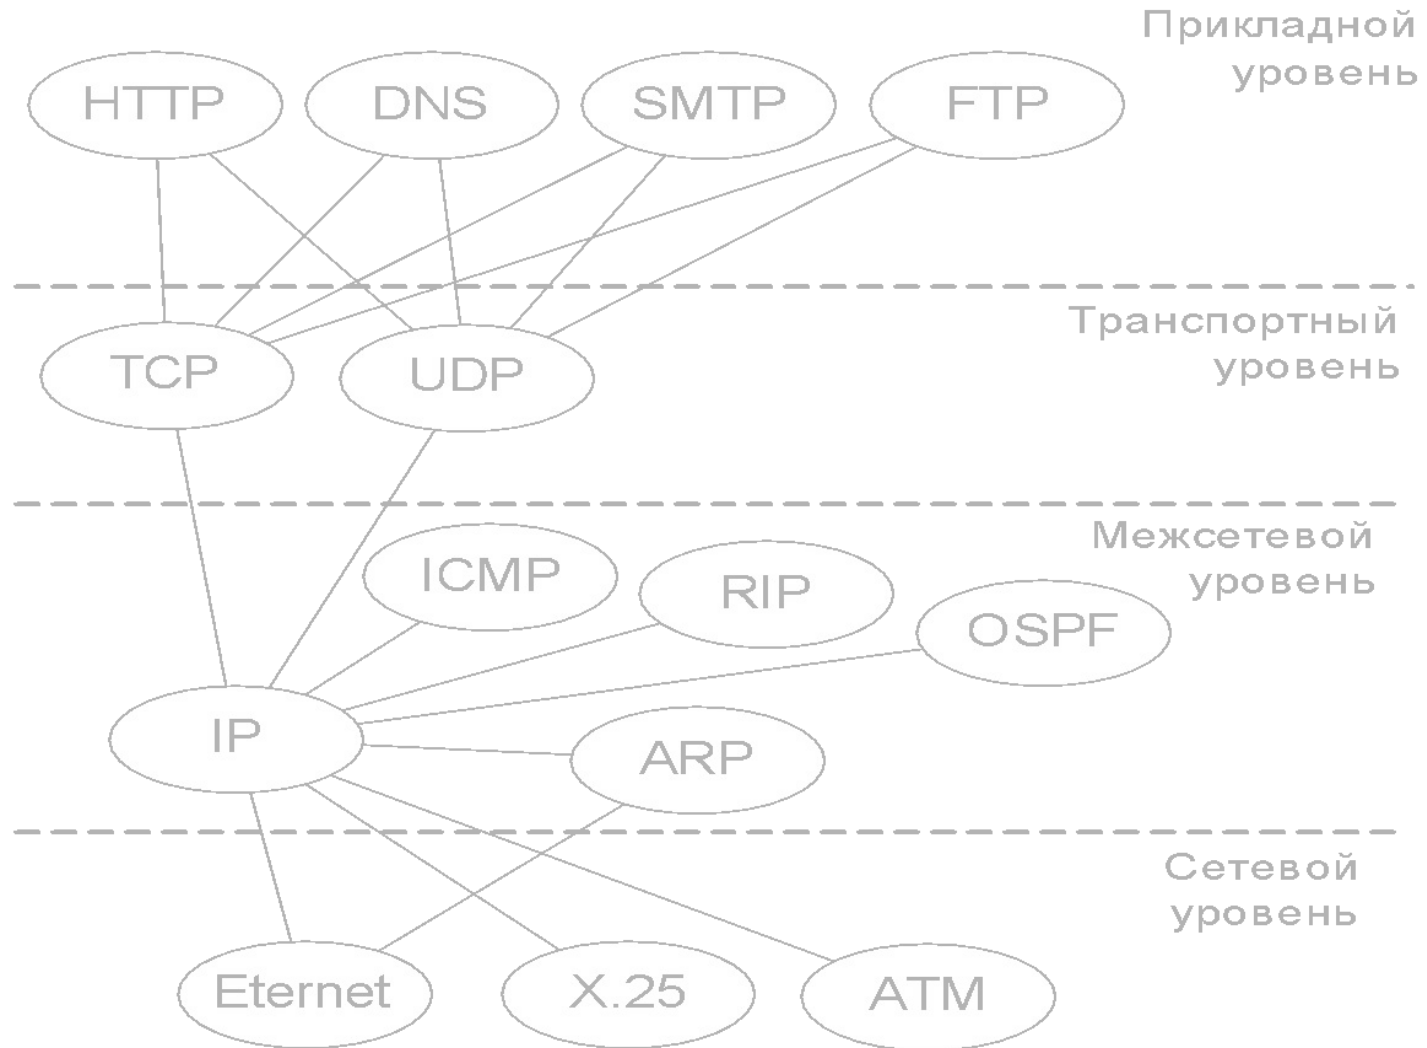 Прикладной
уровень
HTTP
DNS
SMTP
FTP
Транспортный
уровень
TCP
UDP
Межсетевой
уровень
ICMP
RIP
OSPF
IP
ARP
Сетевой
уровень
Eternet
X.25
ATM